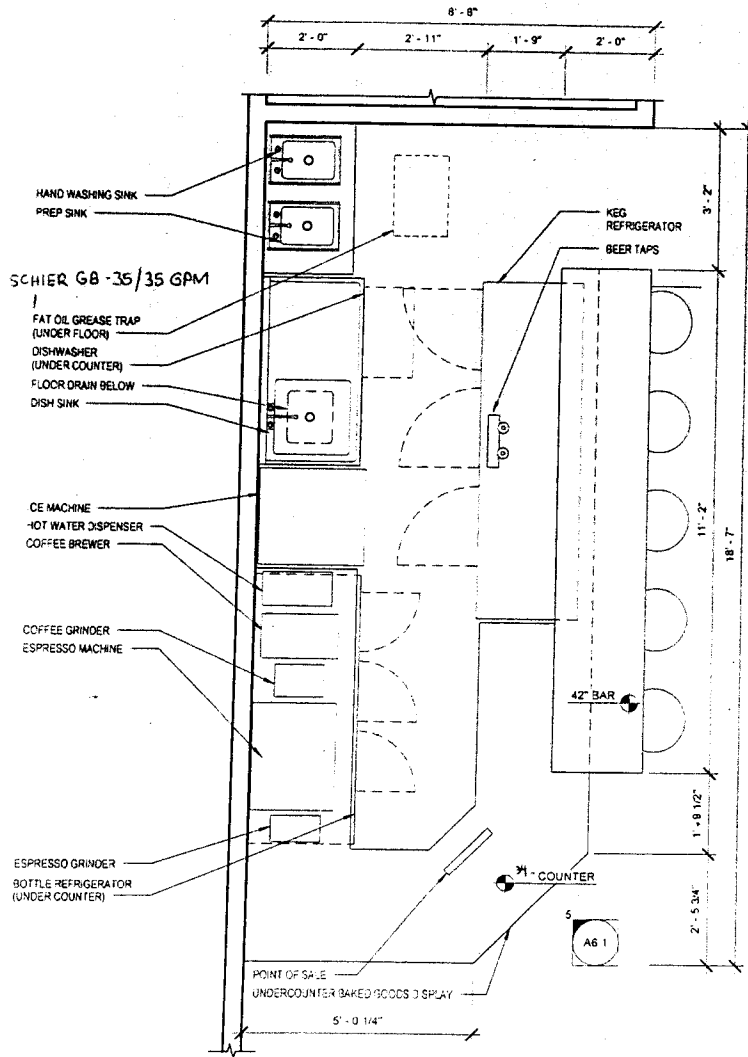 8'-8"
2'-0"
2'-11"
1'-9"
2'-0"
HAND WASHING SINK
PREP SINK
SCHIER GB-35/35 GPM
FAT OIL GREASE TRAP
(UNDER FLOOR)
DISHWASHER
(UNDER COUNTER)
FLOOR DRAIN BELOW
DISH SINK
CE MACHINE
HOT WATER DISPENSER
COFFEE BREWER
COFFEE GRINDER
ESPRESSO MACHINE
ESPRESSO GRINDER
BOTTLE REFRIGERATOR
(UNDER COUNTER)
KEG
REFRIGERATOR
BEER TAPS
3'-2"
11'-2"
18'-7"
42" BAR
1'-9 1/2"
34" COUNTER
2'-5 3/4"
5
A6.1
POINT OF SALE
UNDERCOUNTER BAKED GOODS DISPLAY
5'-0 1/4"